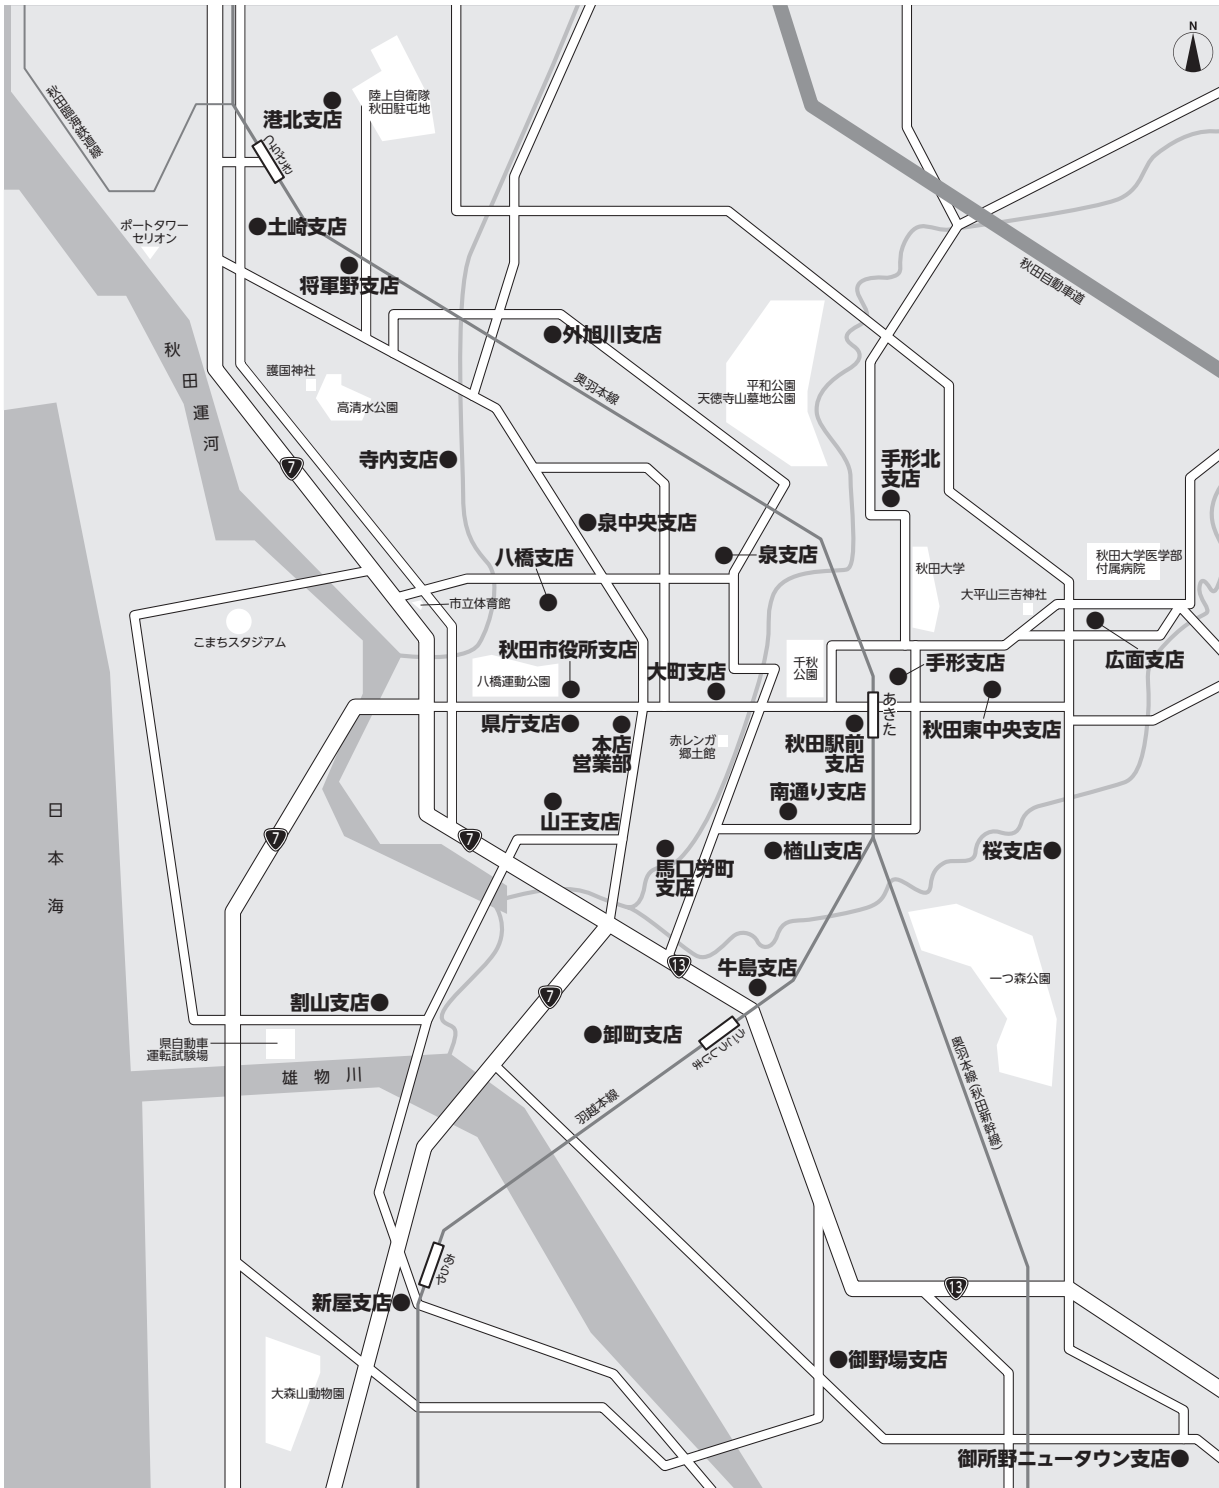 N
秋田臨海鉄道線
陸上自衛隊
秋田駐屯地
港北支店
つちざき
ポートタワー
セリオン
土崎支店
将軍野支店
秋田自動車道
外旭川支店
秋田運河
護国神社
高清水公園
奥羽本線
平和公園
天徳寺山墓地公園
7
寺内支店
手形北
支店
泉中央支店
八橋支店
泉支店
秋田大学
秋田大学医学部
付属病院
大平山三吉神社
市立体育館
こまちスタジアム
秋田市役所支店
八橋運動公園
大町支店
千秋
公園
手形支店
広面支店
あきた
県庁支店
本店
営業部
赤レンガ
郷土館
秋田駅前
支店
秋田東中央支店
南通り支店
山王支店
日本海
7
7
馬口労町
支店
楢山支店
桜支店
13
牛島支店
一つ森公園
7
割山支店
卸町支店
うごうしじま
県自動車
運転試験場
雄物川
羽越本線
奥羽本線(秋田新幹線)
あらや
新屋支店
13
御野場支店
大森山動物園
御所野ニュータウン支店